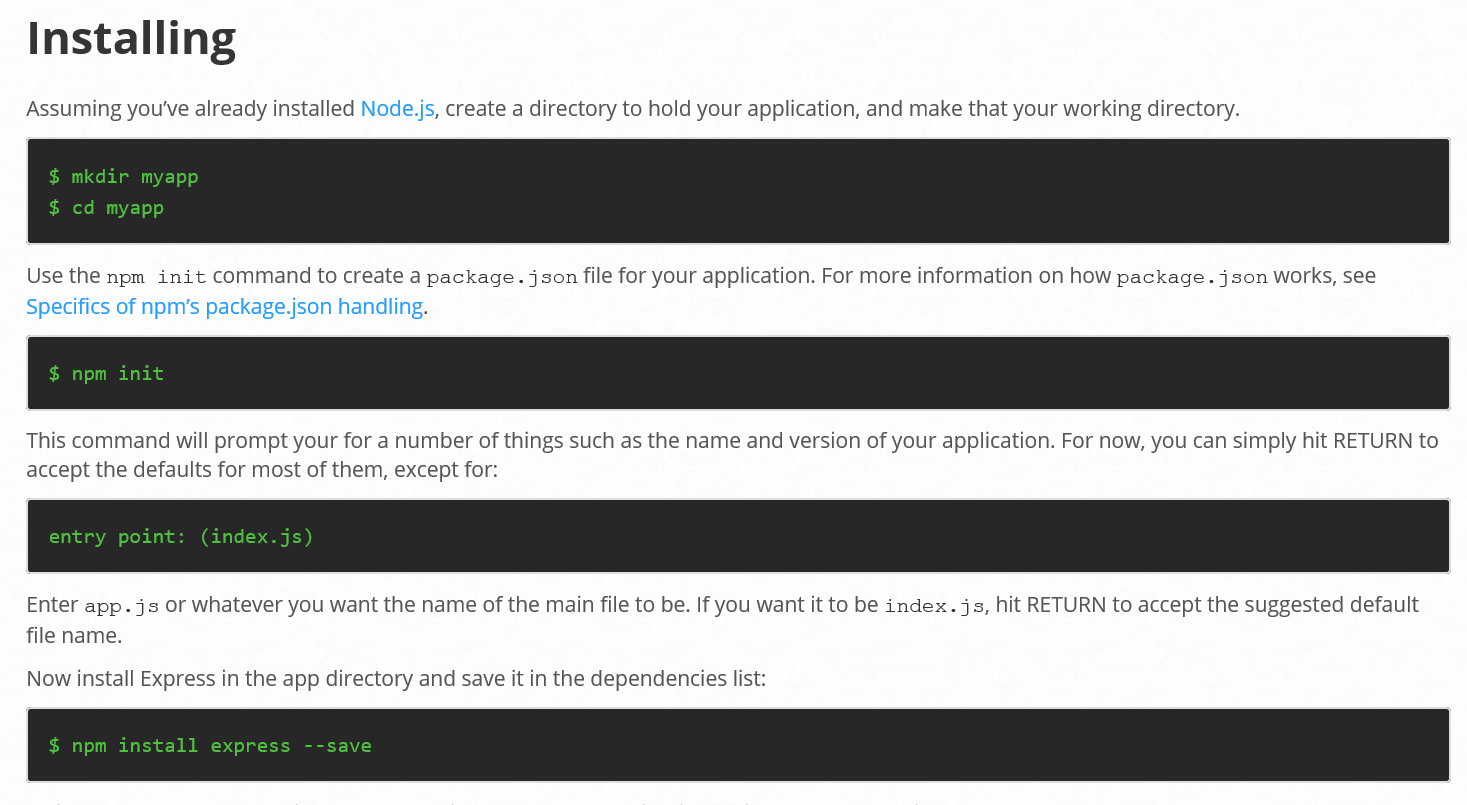 Installing
Assuming you’ve already installed Node.js, create a directory to hold your application, and make that your working directory.
$ mkdir myapp
$ cd myapp
Use the npm init command to create a package.json file for your application. For more information on how package.json works, see
Specifics of npm’s package.json handling.
$ npm init
This command will prompt your for a number of things such as the name and version of your application. For now, you can simply hit RETURN to
accept the defaults for most of them, except for:
entry point: (index.js)
Enter app.js or whatever you want the name of the main file to be. If you want it to be index.js, hit RETURN to accept the suggested default
file name.
Now install Express in the app directory and save it in the dependencies list:
$ npm install express --save